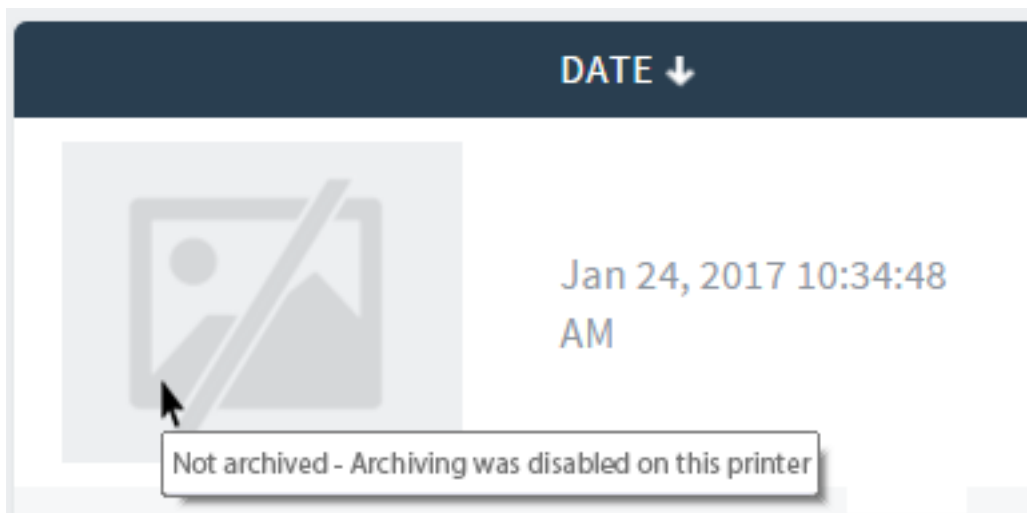 DATE
Jan 24, 2017 10:34:48
AM
Not archived - Archiving was disabled on this printer